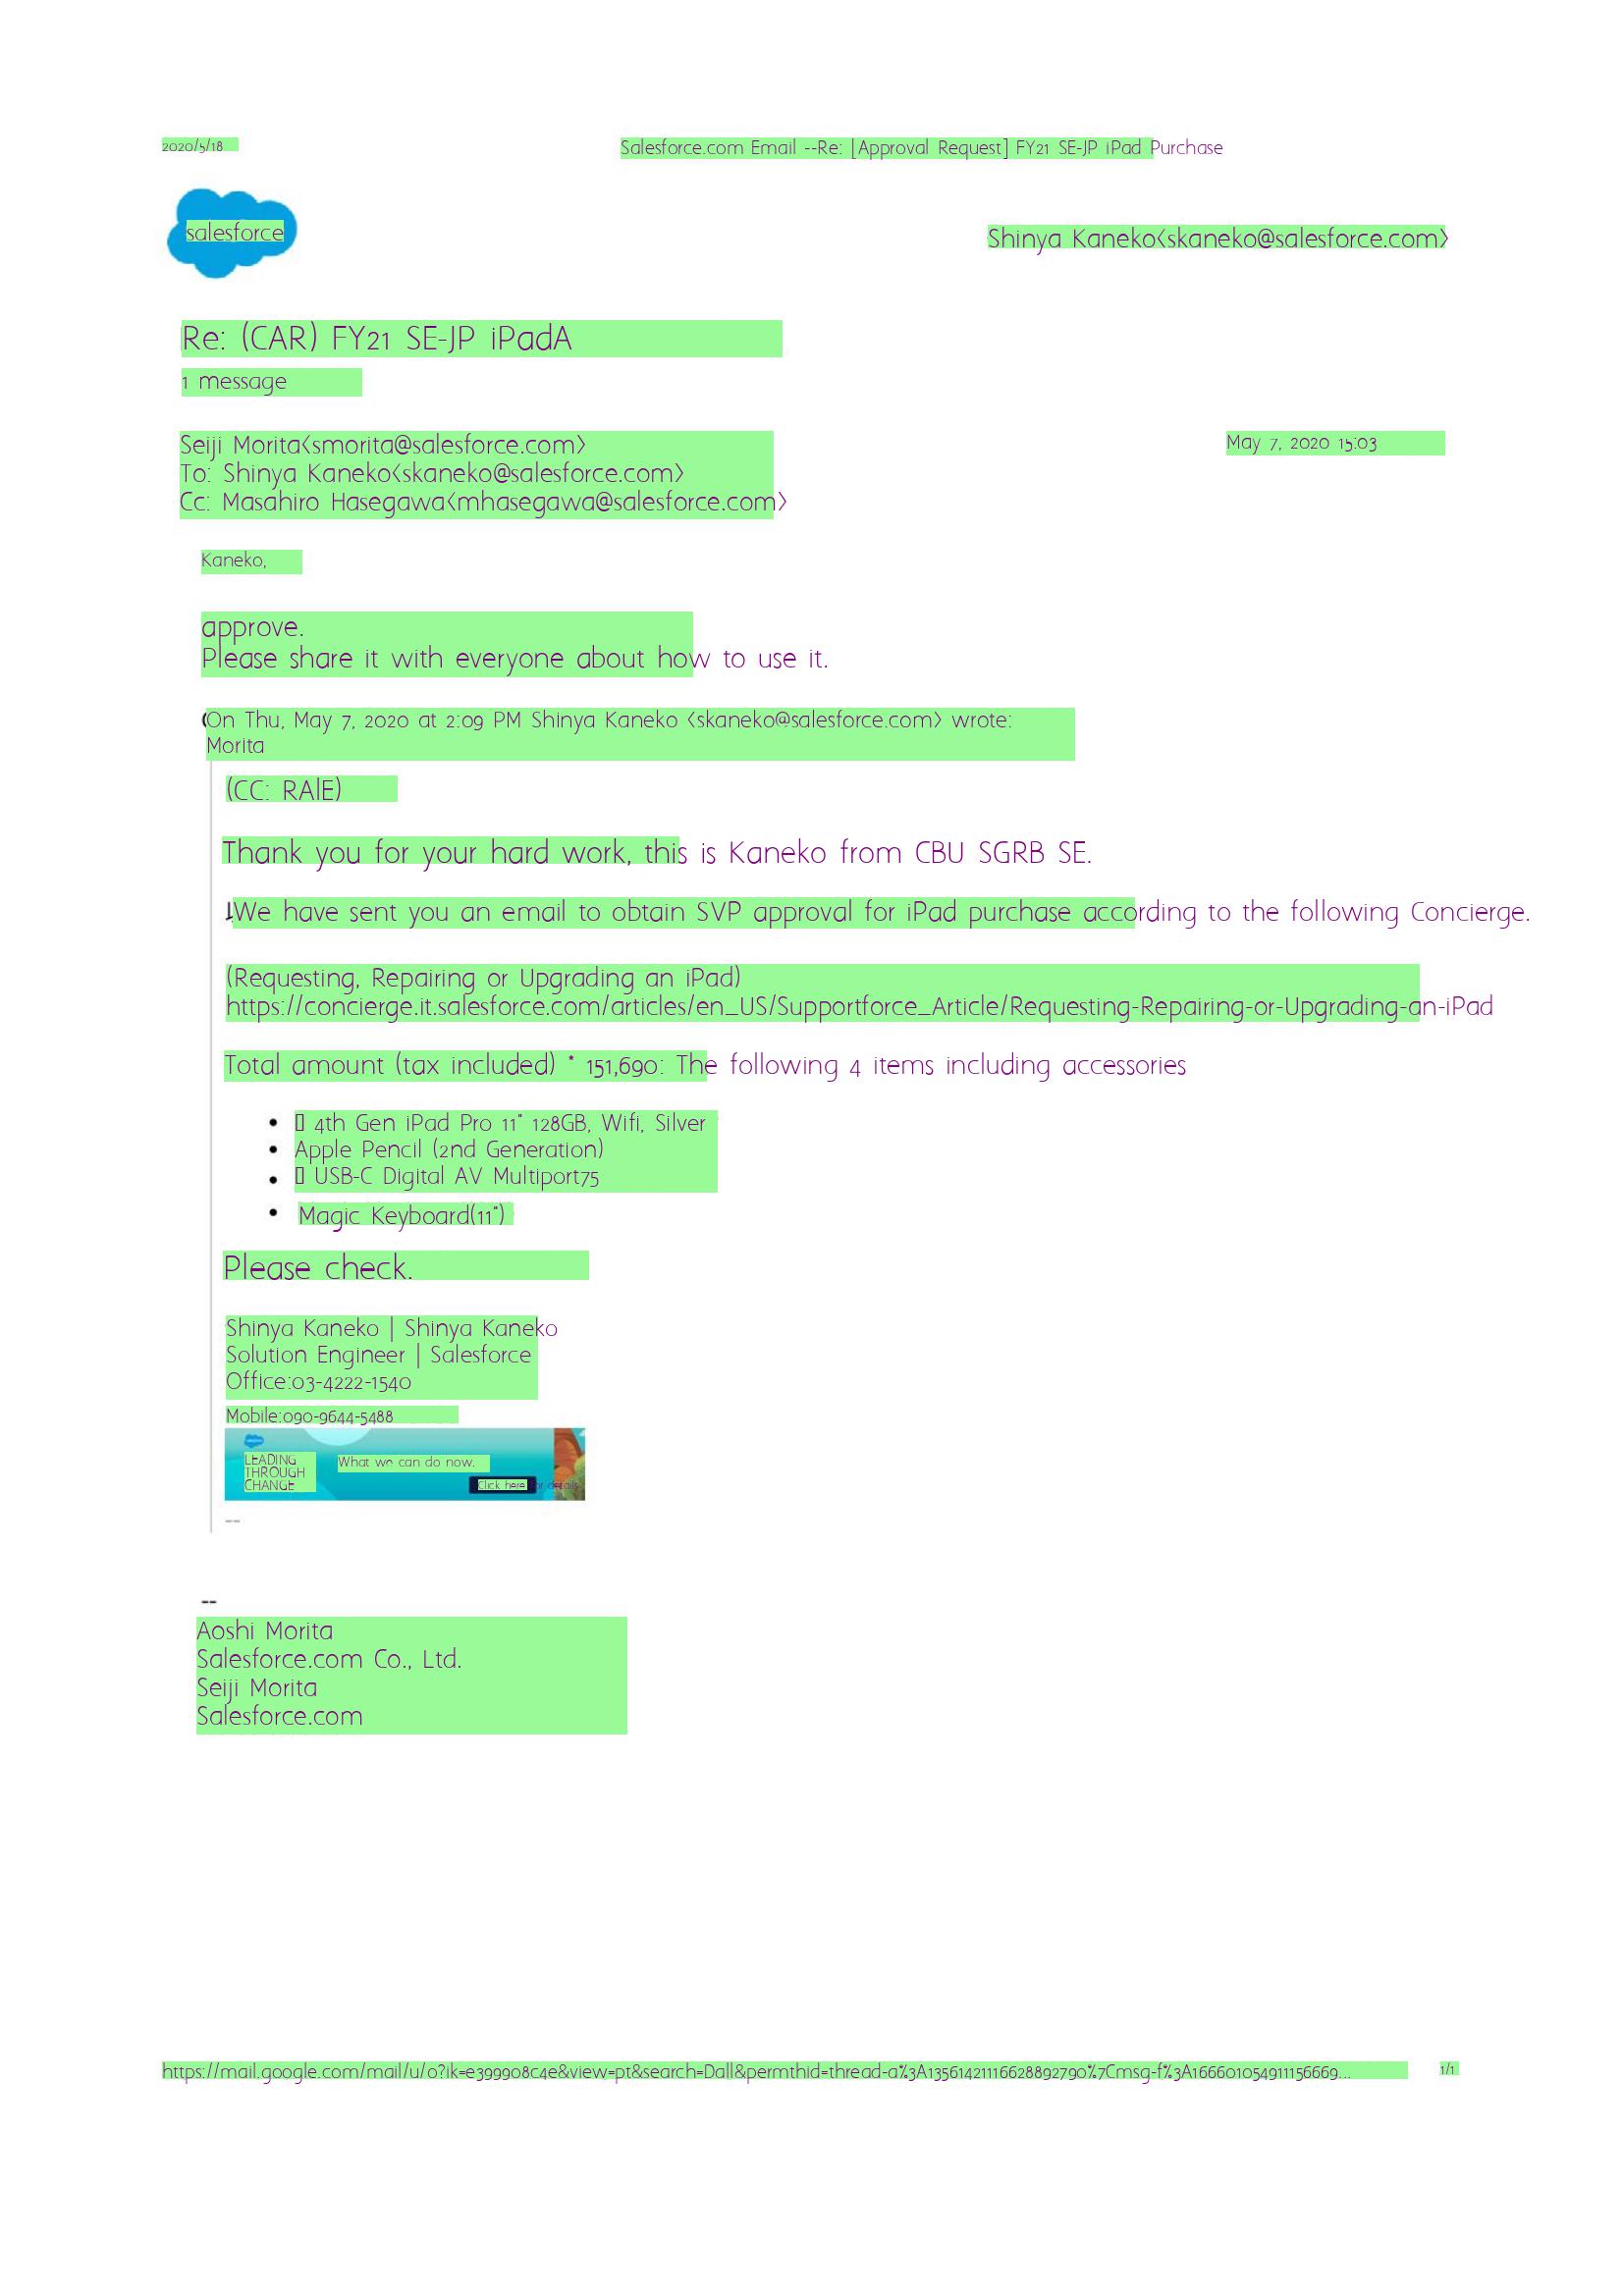 2020/5/18
Salesforce.com Email --Re: [Approval Request] FY21 SE-JP iPad Purchase
salesforce
Shinya Kaneko<skaneko@salesforce.com>
Re: (CAR) FY21 SE-JP iPadA
1 message
Seiji Morita<smorita@salesforce.com>
May 7, 2020 15:03
To: Shinya Kaneko<skaneko@salesforce.com>
Cc: Masahiro Hasegawa<mhasegawa@salesforce.com>
Kaneko,
approve.
Please share it with everyone about how to use it.
On Thu, May 7, 2020 at 2:09 PM Shinya Kaneko <skaneko@salesforce.com> wrote:
Morita
(CC: RAlE)
Thank you for your hard work, this is Kaneko from CBU SGRB SE.
We have sent you an email to obtain SVP approval for iPad purchase according to the following Concierge.
(Requesting, Repairing or Upgrading an iPad)
https://concierge.it.salesforce.com/articles/en_US/Supportforce_Article/Requesting-Repairing-or-Upgrading-an-iPad
Total amount (tax included) * 151,690: The following 4 items including accessories
• 4th Gen iPad Pro 11" 128GB, Wifi, Silver
• Apple Pencil (2nd Generation)
• USB-C Digital AV Multiport75
• Magic Keyboard(11")
Please check.
Shinya Kaneko | Shinya Kaneko
Solution Engineer | Salesforce
Office:03-4222-1540
Mobile:090-9644-5488
LEADING
THROUGH
CHANGE
What we can do now.
Click here for details
--
--
Aoshi Morita
Salesforce.com Co., Ltd.
Seiji Morita
Salesforce.com
https://mail.google.com/mail/u/0?ik=e399908c4e&view=pt&search=Dall&permthid=thread-a%3A1356142111662889279​0%7Cmsg-f%3A166601054911156669...
1/1